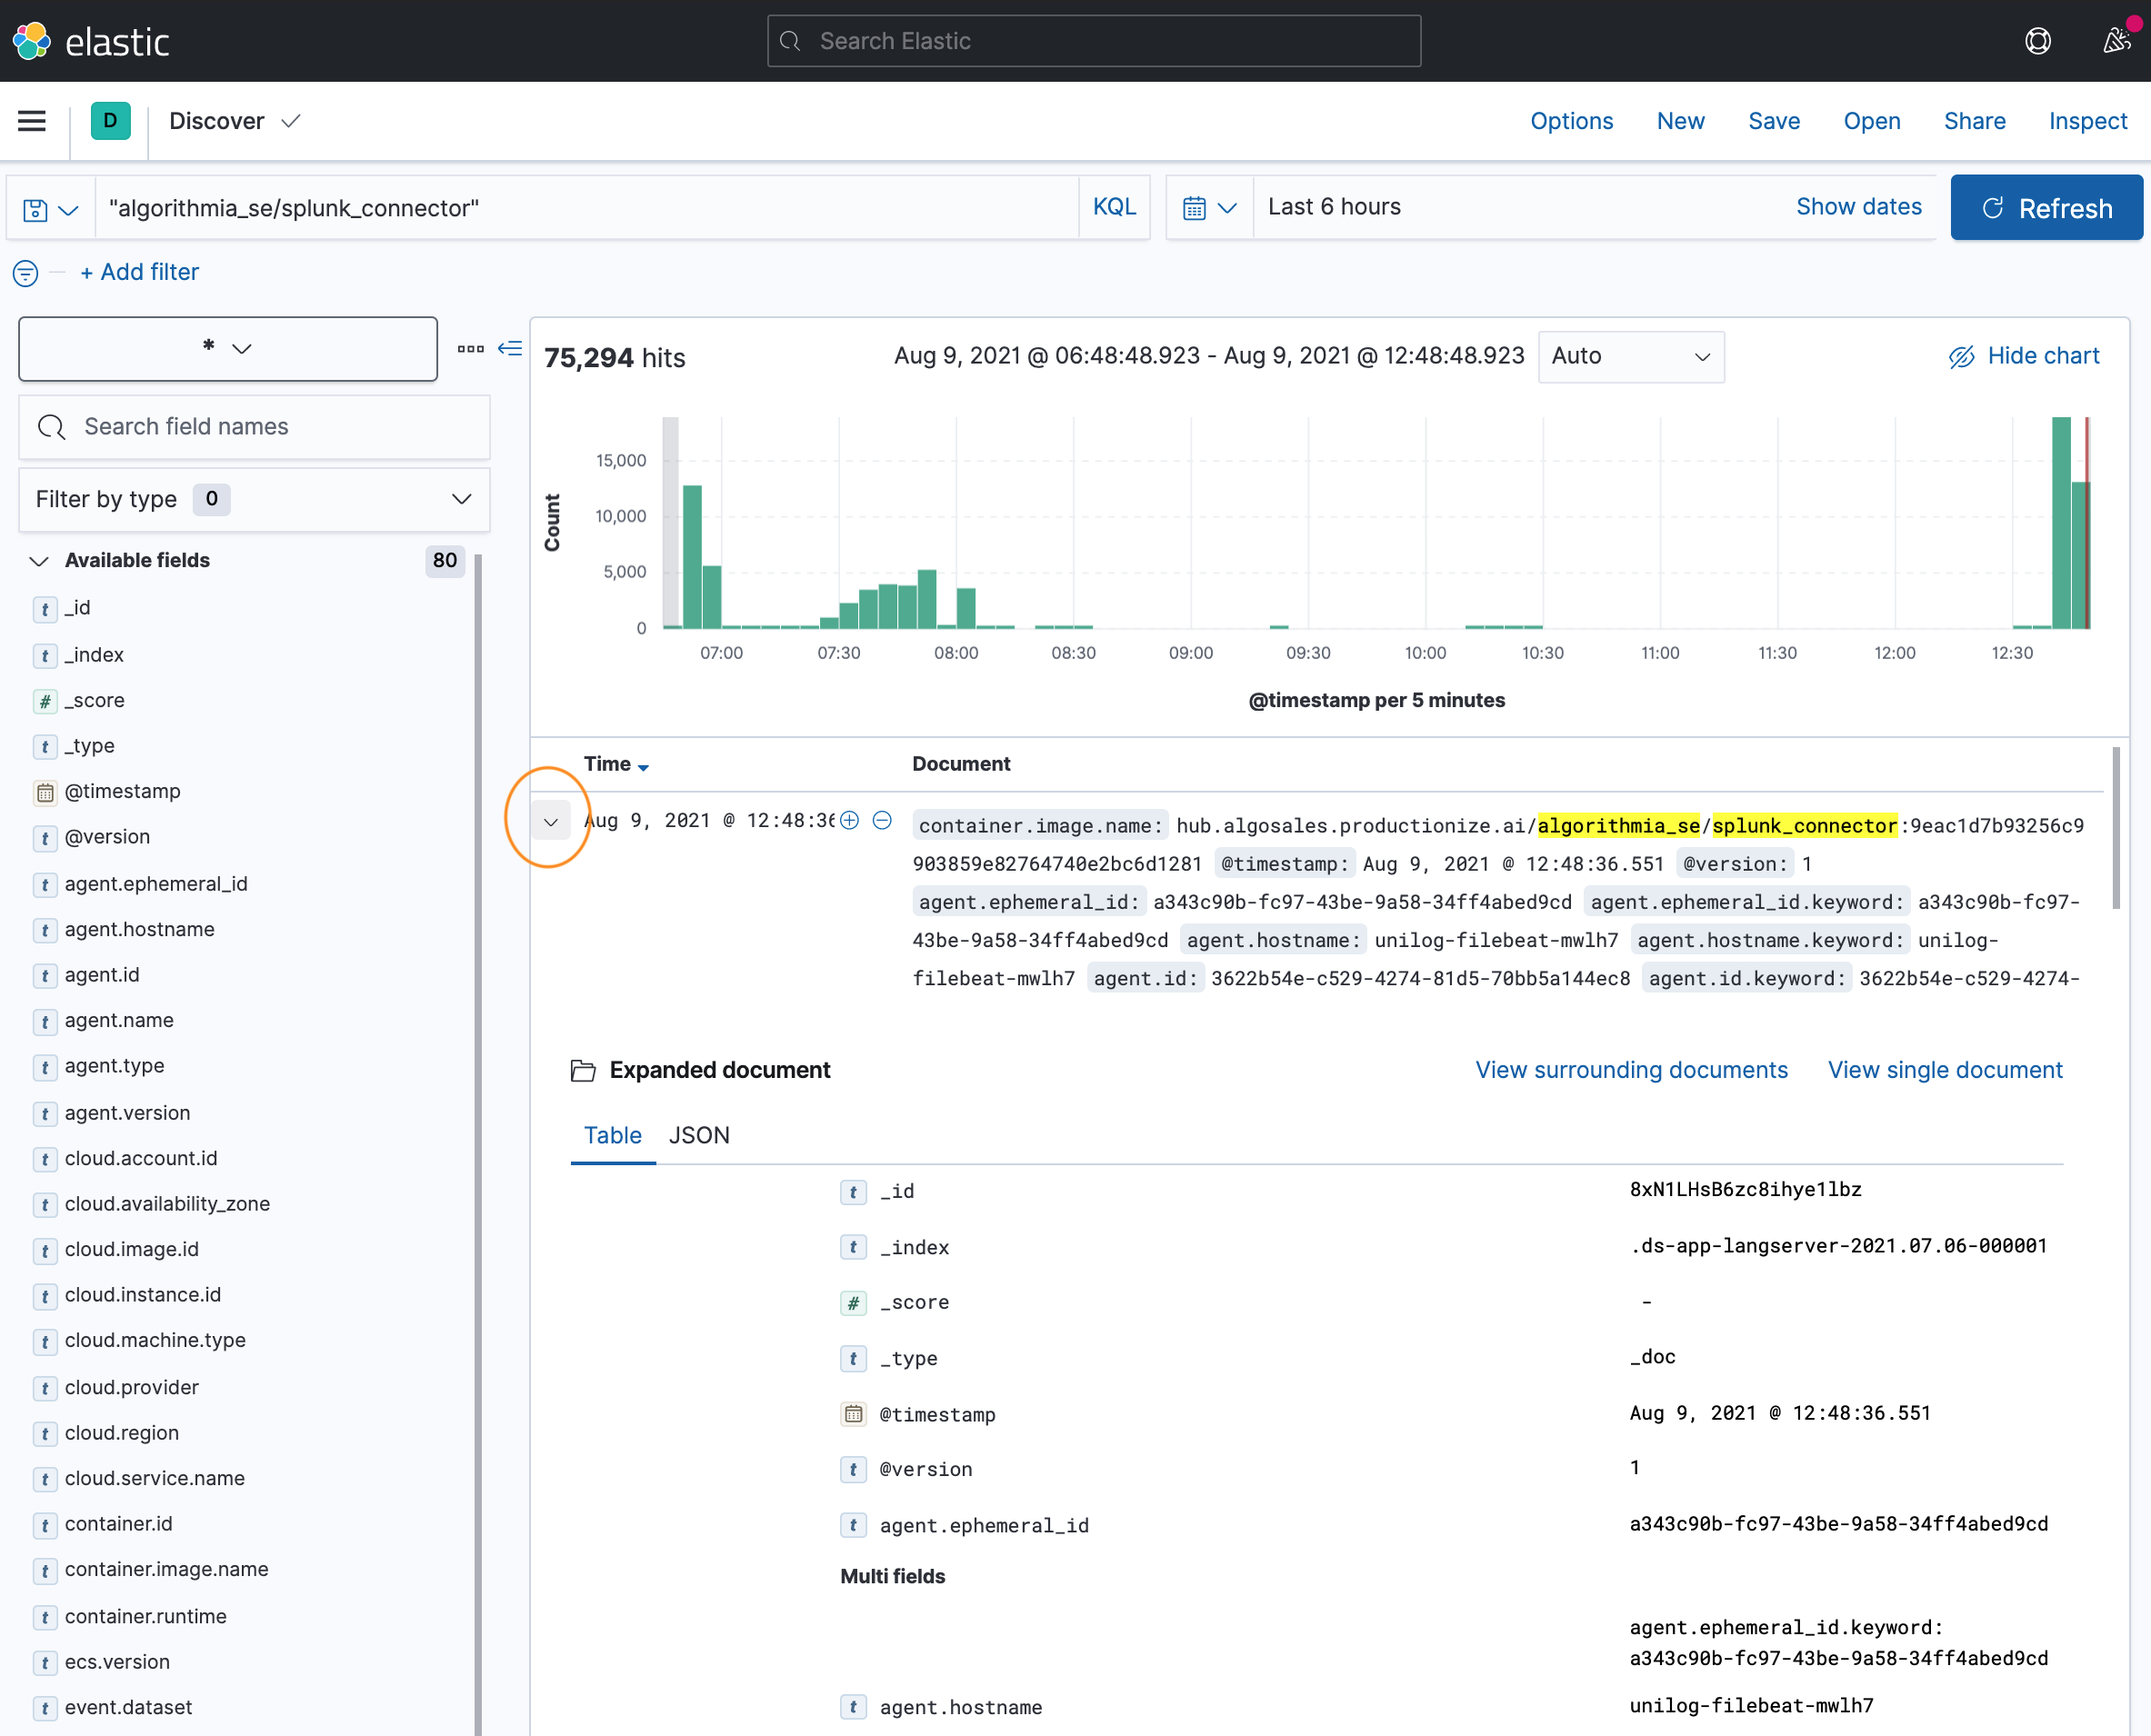 elastic
Search Elastic
D
Discover
Options New Save Open Share Inspect
"algorithmia_se/splunk_connector"
KQL
Last 6 hours
Show dates
Refresh
+ Add filter
*
Search field names
Filter by type 0
Available fields 80
t _id
t _index
# _score
t _type
@timestamp
t @version
t agent.ephemeral_id
t agent.hostname
t agent.id
t agent.name
t agent.type
t agent.version
t cloud.account.id
t cloud.availability_zone
t cloud.image.id
t cloud.instance.id
t cloud.machine.type
t cloud.provider
t cloud.region
t cloud.service.name
t container.id
t container.image.name
t container.runtime
t ecs.version
t event.dataset
75,294 hits
Aug 9, 2021 @ 06:48:48.923 - Aug 9, 2021 @ 12:48:48.923
Auto
Hide chart
Count
15,000
10,000
5,000
0
07:00 07:30 08:00 08:30 09:00 09:30 10:00 10:30 11:00 11:30 12:00 12:30
@timestamp per 5 minutes
Time Document
Aug 9, 2021 @ 12:48:36
container.image.name: hub.algosales.productionize.ai/algorithmia_se/splunk_connector:9eac1d7b93256c9
903859e82764740e2bc6d1281 @timestamp: Aug 9, 2021 @ 12:48:36.551 @version: 1
agent.ephemeral_id: a343c90b-fc97-43be-9a58-34ff4abed9cd agent.ephemeral_id.keyword: a343c90b-fc97-
43be-9a58-34ff4abed9cd agent.hostname: unilog-filebeat-mwlh7 agent.hostname.keyword: unilog-
filebeat-mwlh7 agent.id: 3622b54e-c529-4274-81d5-70bb5a144ec8 agent.id.keyword: 3622b54e-c529-4274-
Expanded document
View surrounding documents View single document
Table JSON
t _id 8xN1LHsB6zc8ihye1lbz
t _index .ds-app-langserver-2021.07.06-000001
# _score -
t _type _doc
@timestamp Aug 9, 2021 @ 12:48:36.551
t @version 1
t agent.ephemeral_id a343c90b-fc97-43be-9a58-34ff4abed9cd
Multi fields
agent.ephemeral_id.keyword:
a343c90b-fc97-43be-9a58-34ff4abed9cd
t agent.hostname unilog-filebeat-mwlh7